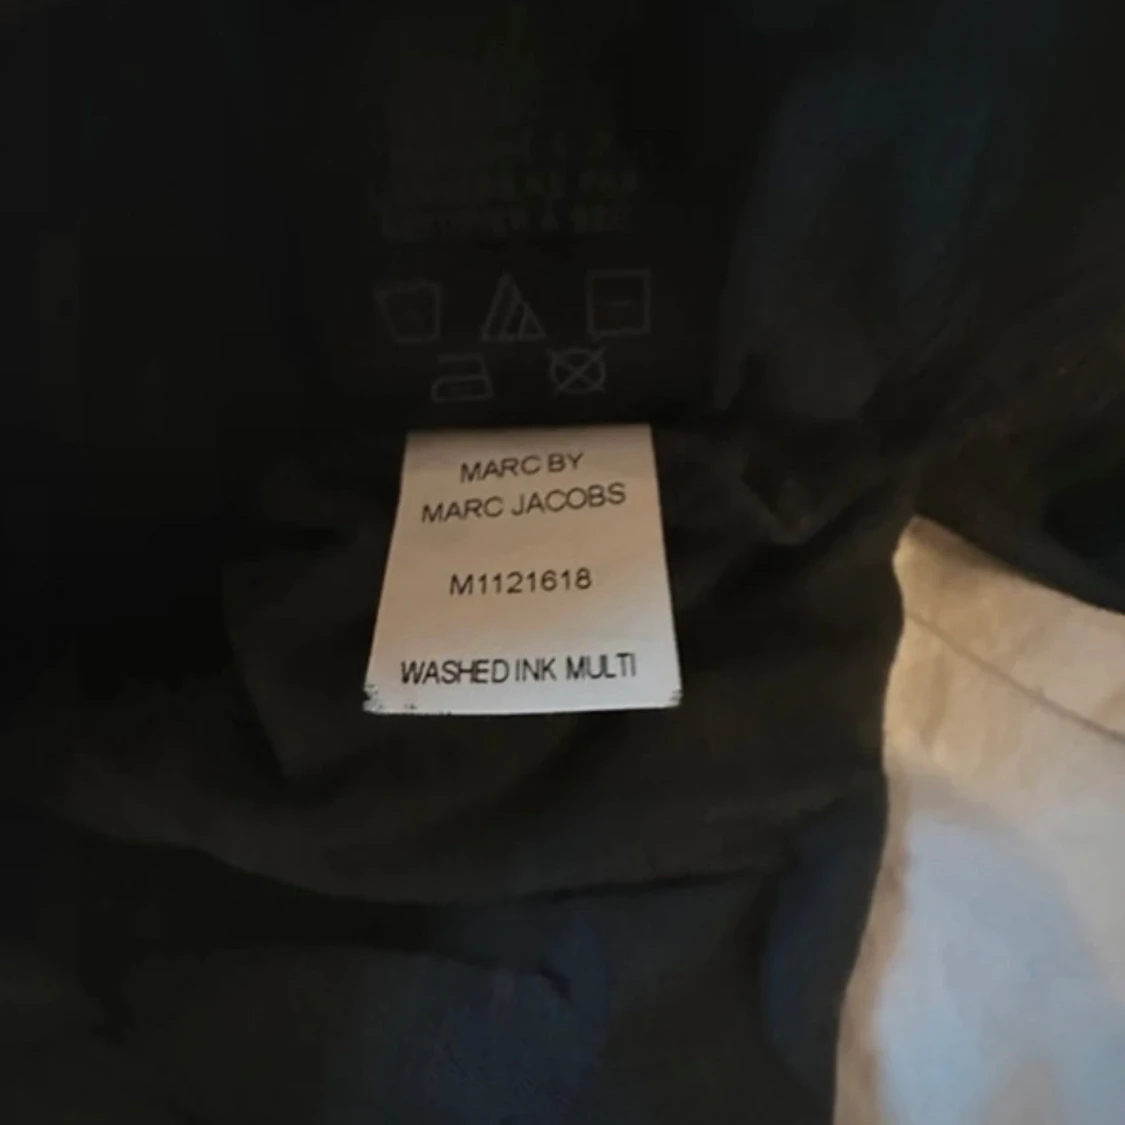 MARC BY
MARC JACOBS
M1121618
WASHED INK MULTI